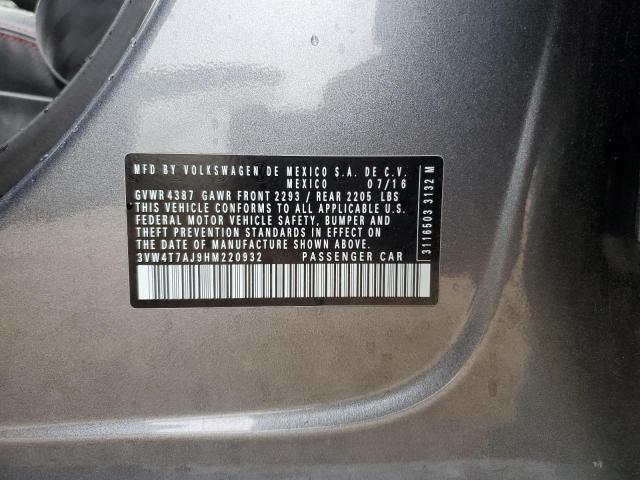 MFD BY VOLKSWAGEN DE MEXICO S.A. DE C.V.
MEXICO 07/16
GVWR 4387 GAWR FRONT 2293 / REAR 2205 LBS
THIS VEHICLE CONFORMS TO ALL APPLICABLE U.S.
FEDERAL MOTOR VEHICLE SAFETY, BUMPER AND
THEFT PREVENTION STANDARDS IN EFFECT ON
THE DATE OF MANUFACTURE SHOWN ABOVE.
3VW4T7AJ9HM220932 PASSENGER CAR
3116503 3132 M